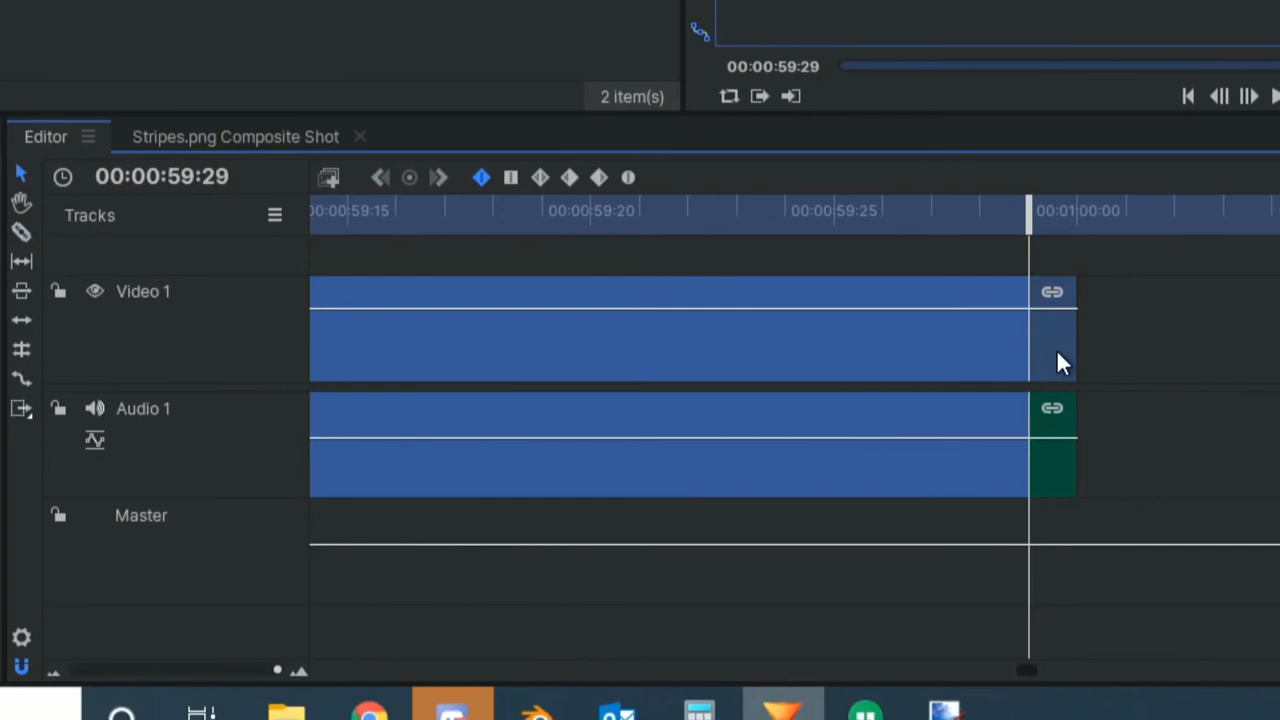 00:00:59:29
2 item(s)
Editor
Stripes.png Composite Shot
00:00:59:29
Tracks
00:00:59:15
00:00:59:20
00:00:59:25
00:01:00:00
Video 1
Audio 1
Master